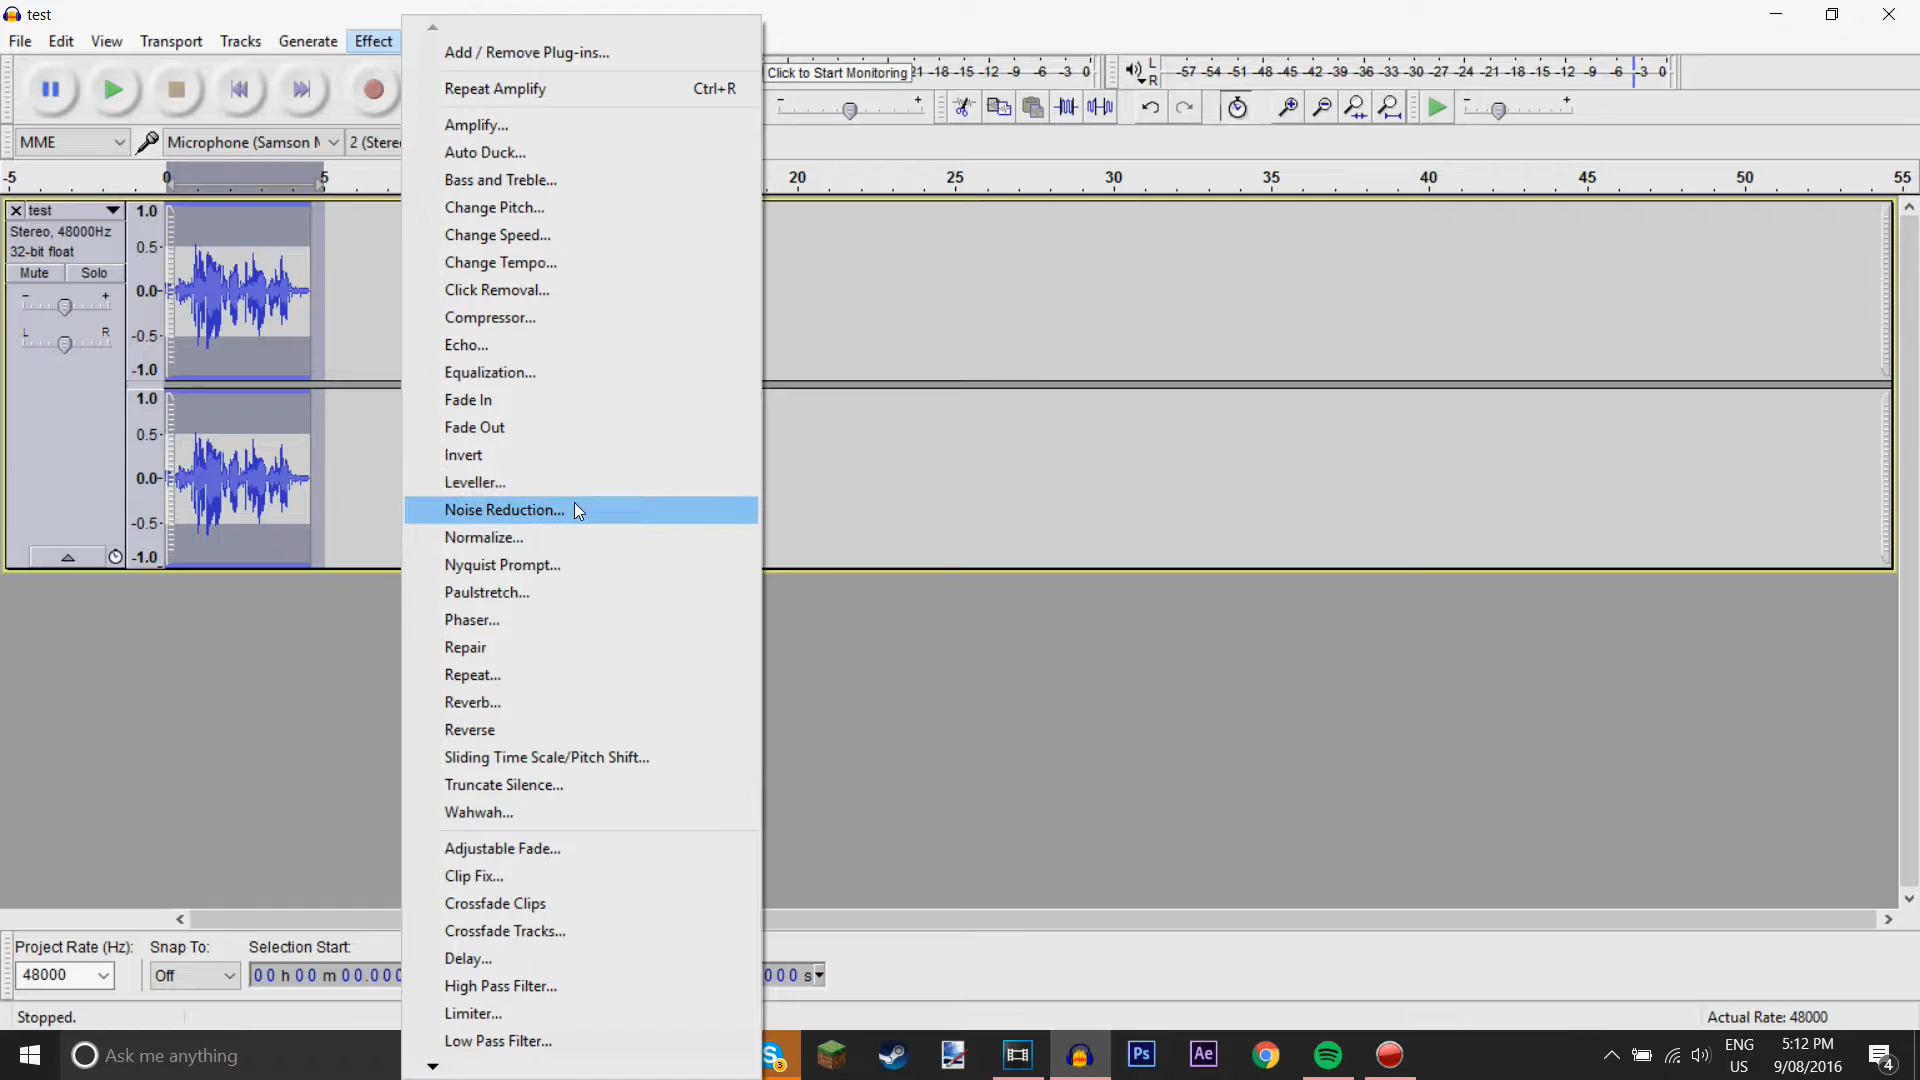 test
File Edit View Transport Tracks Generate Effect
Add / Remove Plug-ins...
Repeat Amplify Ctrl+R
Amplify...
Auto Duck...
Bass and Treble...
Change Pitch...
Change Speed...
Change Tempo...
Click Removal...
Compressor...
Echo...
Equalization...
Fade In
Fade Out
Invert
Leveller...
Noise Reduction...
Normalize...
Nyquist Prompt...
Paulstretch...
Phaser...
Repair
Repeat...
Reverb...
Reverse
Sliding Time Scale/Pitch Shift...
Truncate Silence...
Wahwah...
Adjustable Fade...
Clip Fix...
Crossfade Clips
Crossfade Tracks...
Delay...
High Pass Filter...
Limiter...
Low Pass Filter...
Click to Start Monitoring 21 -18 -15 -12 -9 -6 -3 0
L
R
-57 -54 -51 -48 -45 -42 -39 -36 -33 -30 -27 -24 -21 -18 -15 -12 -9 -6 -3 0
- +
- +
MME Microphone (Samson M 2 (Stere
-5 0 5 20 25 30 35 40 45 50 55
test
Stereo, 48000Hz
32-bit float
Mute Solo
- +
L R
1.0
0.5
0.0
-0.5
-1.0
1.0
0.5
0.0
-0.5
-1.0
Project Rate (Hz): Snap To: Selection Start:
48000 Off 00 h 00 m 00.000 000 s
Stopped. Actual Rate: 48000
Ask me anything
3
Ps
Ae
ENG
US
5:12 PM
9/08/2016
4